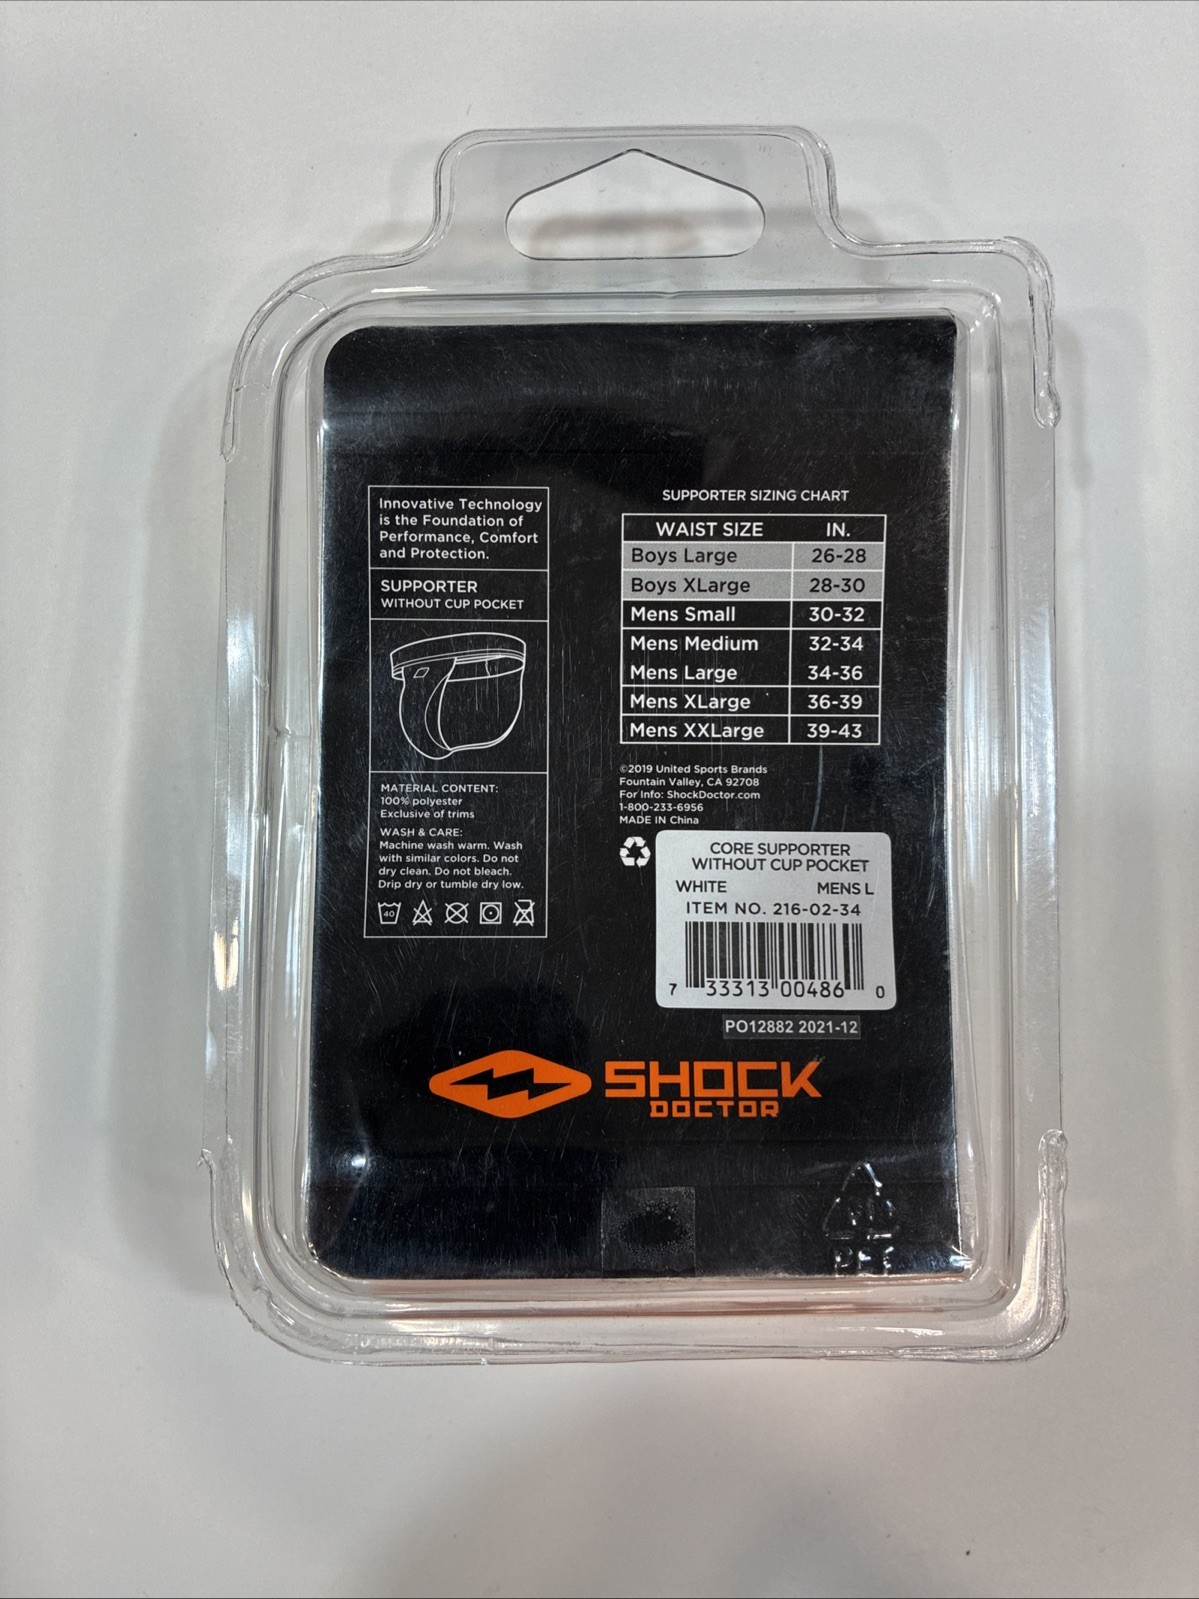 Innovative Technology
is the Foundation of
Performance, Comfort
and Protection.
SUPPORTER
WITHOUT CUP POCKET
MATERIAL CONTENT:
100% polyester
Exclusive of trims
WASH & CARE:
Machine wash warm. Wash
with similar colors. Do not
dry clean. Do not bleach.
Drip dry or tumble dry low.
40
SUPPORTER SIZING CHART
WAIST SIZE IN.
Boys Large 26-28
Boys XLarge 28-30
Mens Small 30-32
Mens Medium 32-34
Mens Large 34-36
Mens XLarge 36-39
Mens XXLarge 39-43
©2019 United Sports Brands
Fountain Valley, CA 92708
For Info: ShockDoctor.com
1-800-233-6956
MADE IN China
CORE SUPPORTER
WITHOUT CUP POCKET
WHITE MENS L
ITEM NO. 216-02-34
7 33313 00486 0
PO12882 2021-12
SHOCK
DOCTOR